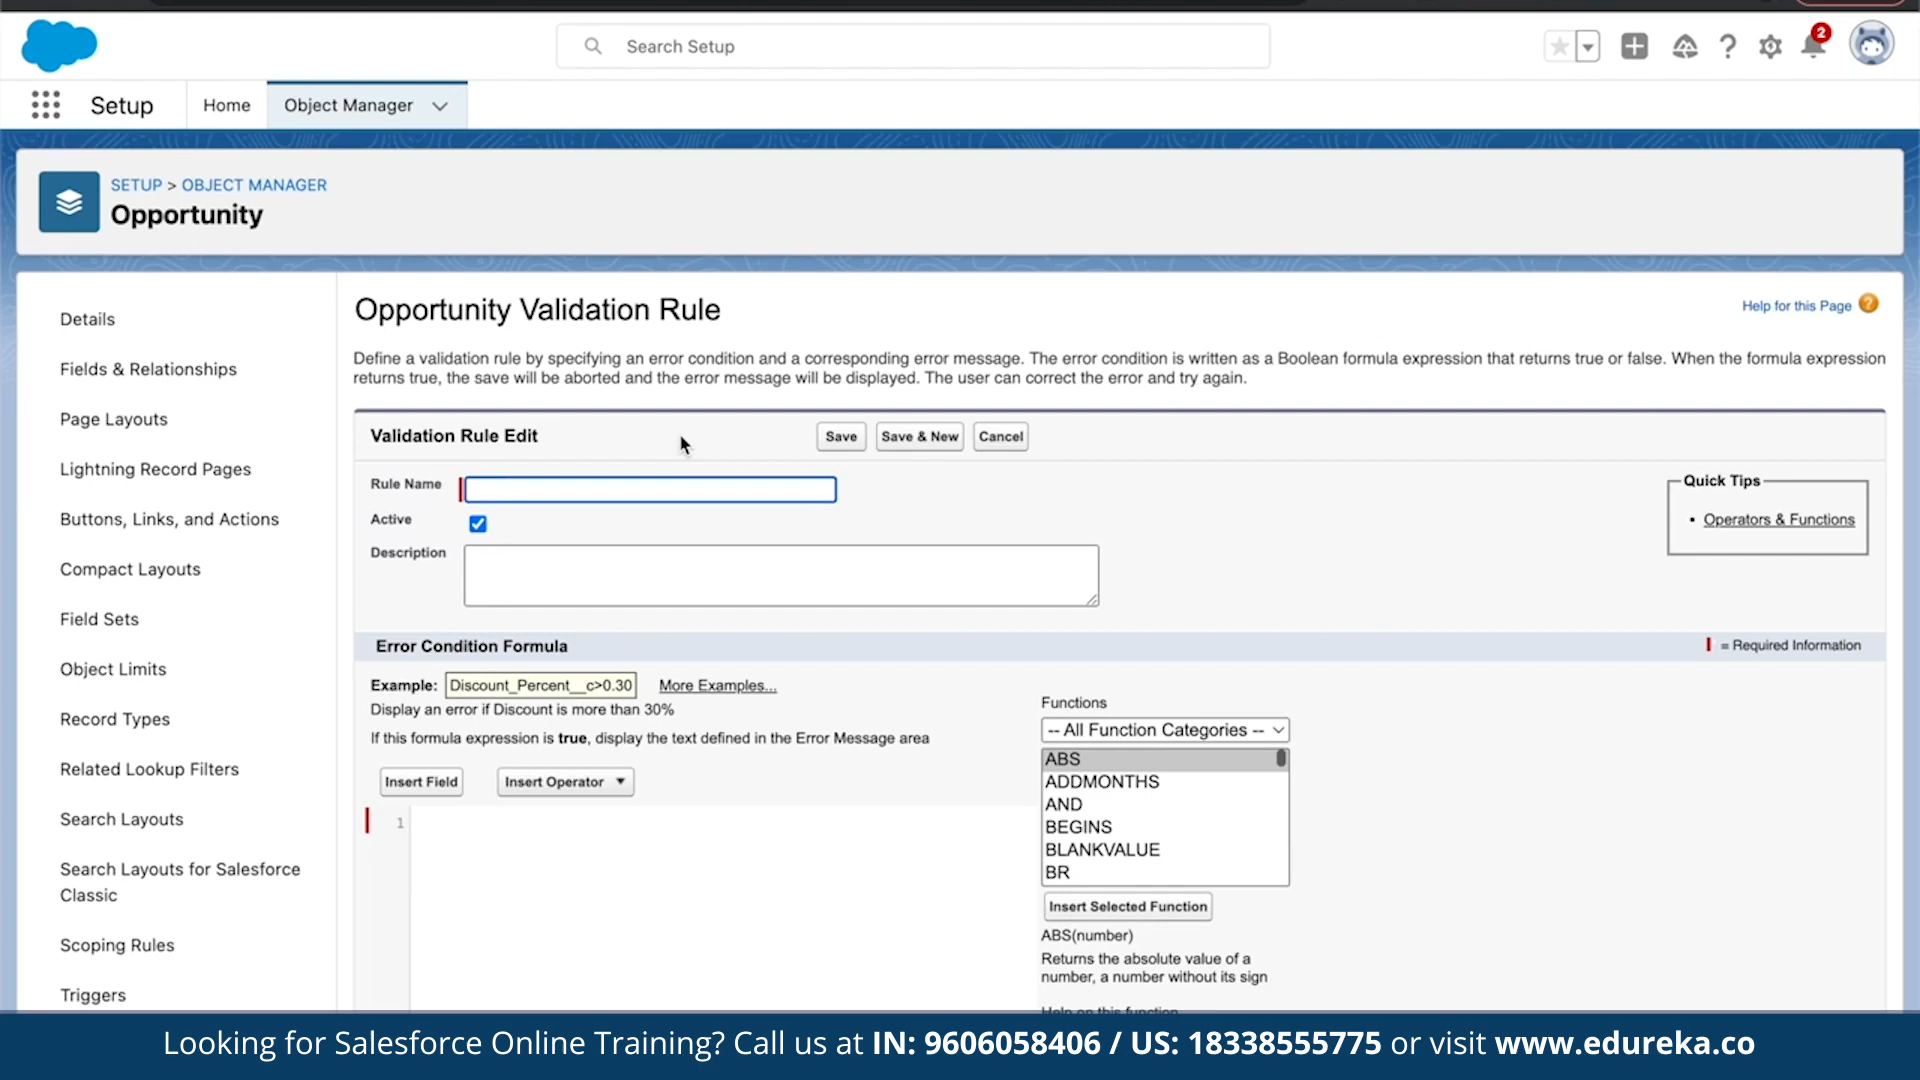 Search Setup
2
Setup
Home
Object Manager
SETUP > OBJECT MANAGER
Opportunity
Details
Fields & Relationships
Page Layouts
Lightning Record Pages
Buttons, Links, and Actions
Compact Layouts
Field Sets
Object Limits
Record Types
Related Lookup Filters
Search Layouts
Search Layouts for Salesforce
Classic
Scoping Rules
Triggers
Opportunity Validation Rule
Help for this Page ?
Define a validation rule by specifying an error condition and a corresponding error message. The error condition is written as a Boolean formula expression that returns true or false. When the formula expression
returns true, the save will be aborted and the error message will be displayed. The user can correct the error and try again.
Validation Rule Edit
Save
Save & New
Cancel
Rule Name
Active
Description
Quick Tips
• Operators & Functions
Error Condition Formula
= Required Information
Example: Discount_Percent__c>0.30 More Examples...
Display an error if Discount is more than 30%
If this formula expression is true, display the text defined in the Error Message area
Insert Field
Insert Operator
1
Functions
-- All Function Categories --
ABS
ADDMONTHS
AND
BEGINS
BLANKVALUE
BR
Insert Selected Function
ABS(number)
Returns the absolute value of a
number, a number without its sign
Help on this function
Looking for Salesforce Online Training? Call us at IN: 9606058406 / US: 18338555775 or visit www.edureka.co